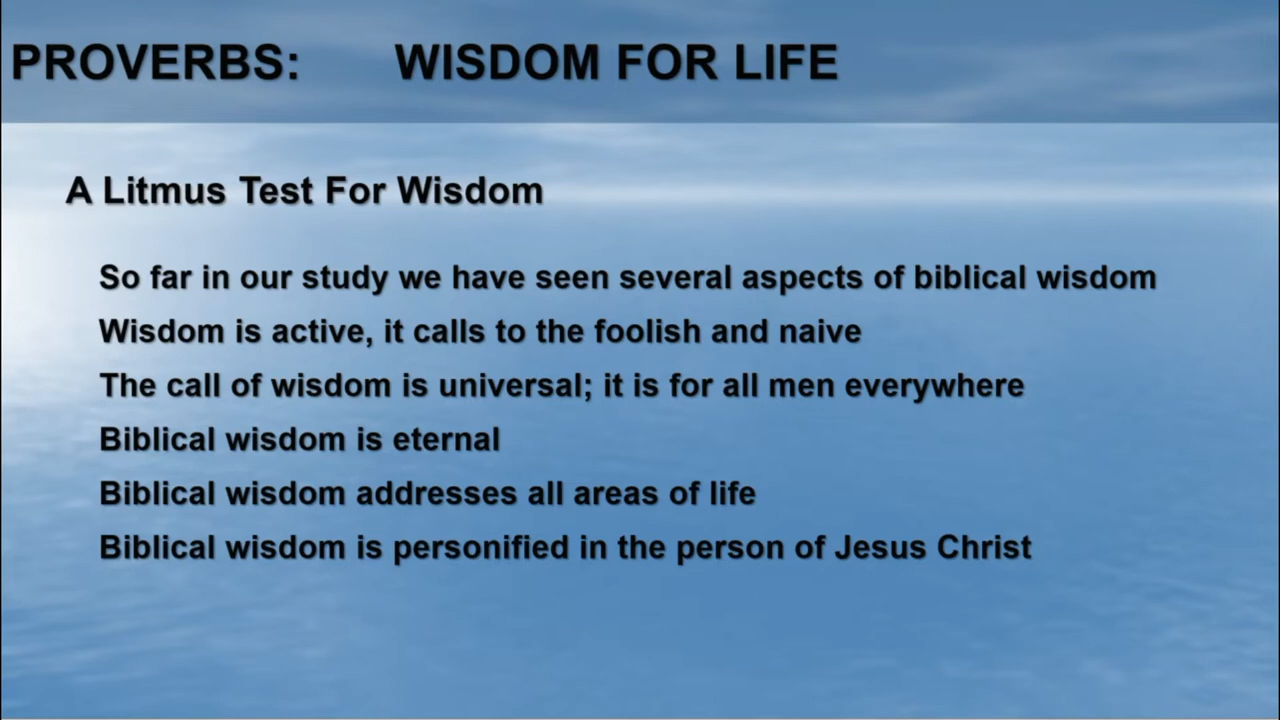 PROVERBS: WISDOM FOR LIFE
A Litmus Test For Wisdom
So far in our study we have seen several aspects of biblical wisdom
Wisdom is active, it calls to the foolish and naive
The call of wisdom is universal; it is for all men everywhere
Biblical wisdom is eternal
Biblical wisdom addresses all areas of life
Biblical wisdom is personified in the person of Jesus Christ